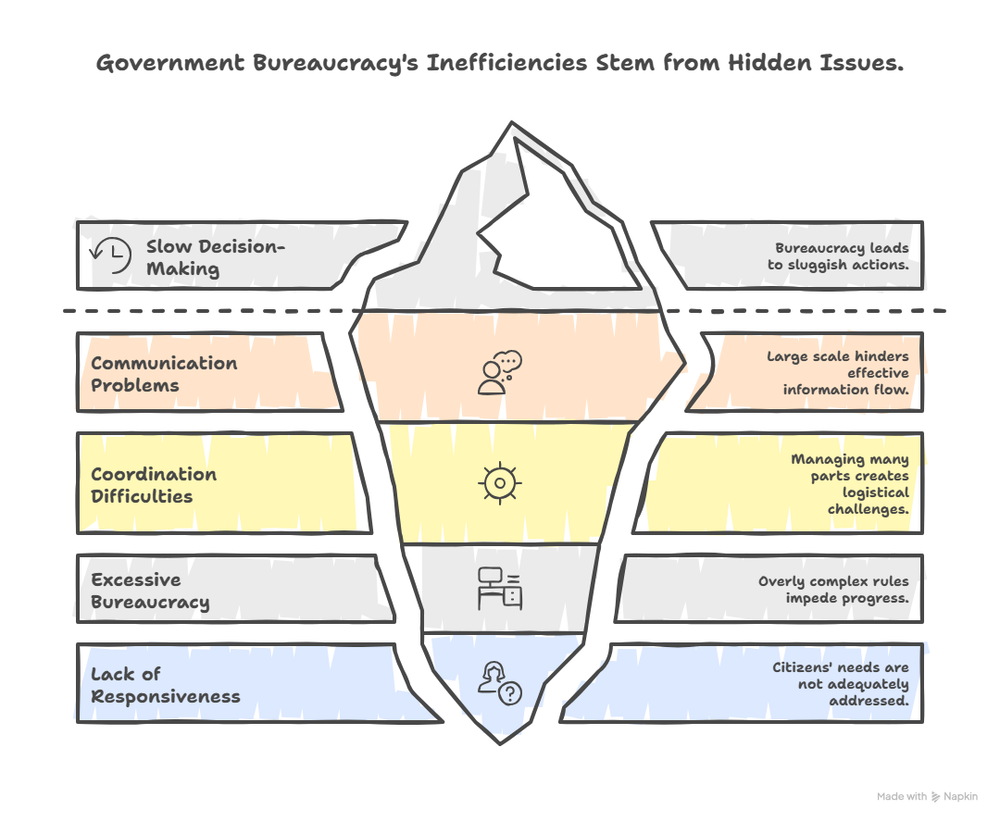 Government Bureaucracy's Inefficiencies Stem from Hidden Issues.
Slow Decision-
Making
Bureaucracy leads
to sluggish actions.
Communication
Problems
Large scale hinders
effective
information flow.
Coordination
Difficulties
Managing many
parts creates
logistical
challenges.
Excessive
Bureaucracy
Overly complex rules
impede progress.
Lack of
Responsiveness
?
Citizens' needs are
not adequately
addressed.
Made with Napkin